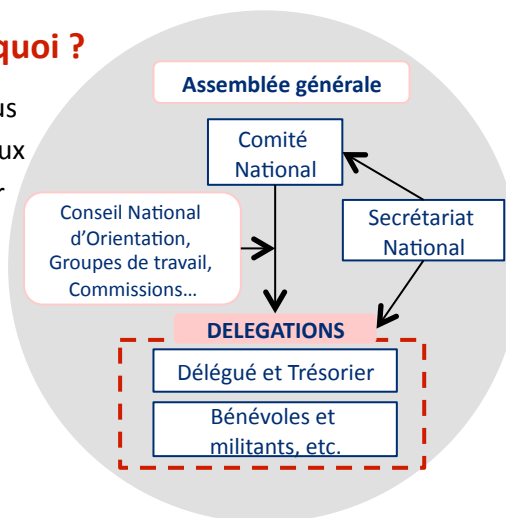 quoi ?
us
ux
r
Assemblée générale
Comité
National
Conseil National
d'Orientation,
Groupes de travail,
Commissions…
Secrétariat
National
DELEGATIONS
Délégué et Trésorier
Bénévoles et
militants, etc.